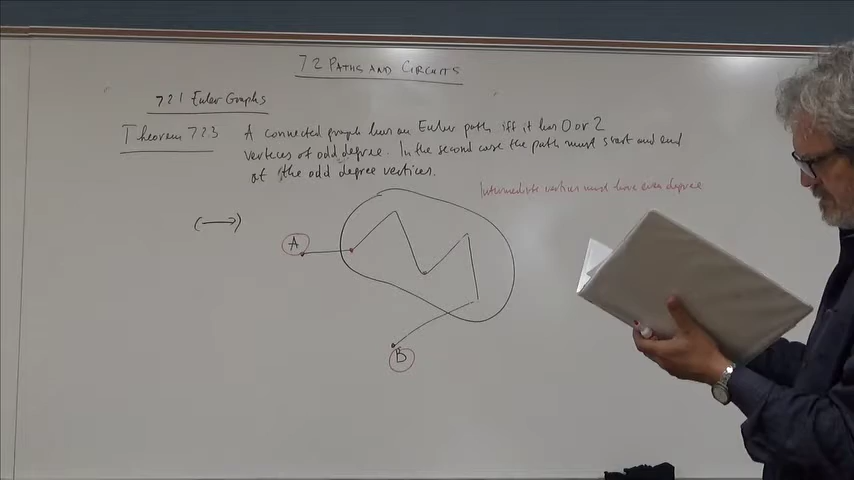 7.2 PATHS AND CIRCUITS
7.2.1 Euler Graphs
Theorem 7.2.3 A connected graph has an Euler path iff it has 0 or 2
vertices of odd degree. In the second case the path must start and end
at the odd degree vertices.
Intermediate vertices must have even degree
(→)
A
B